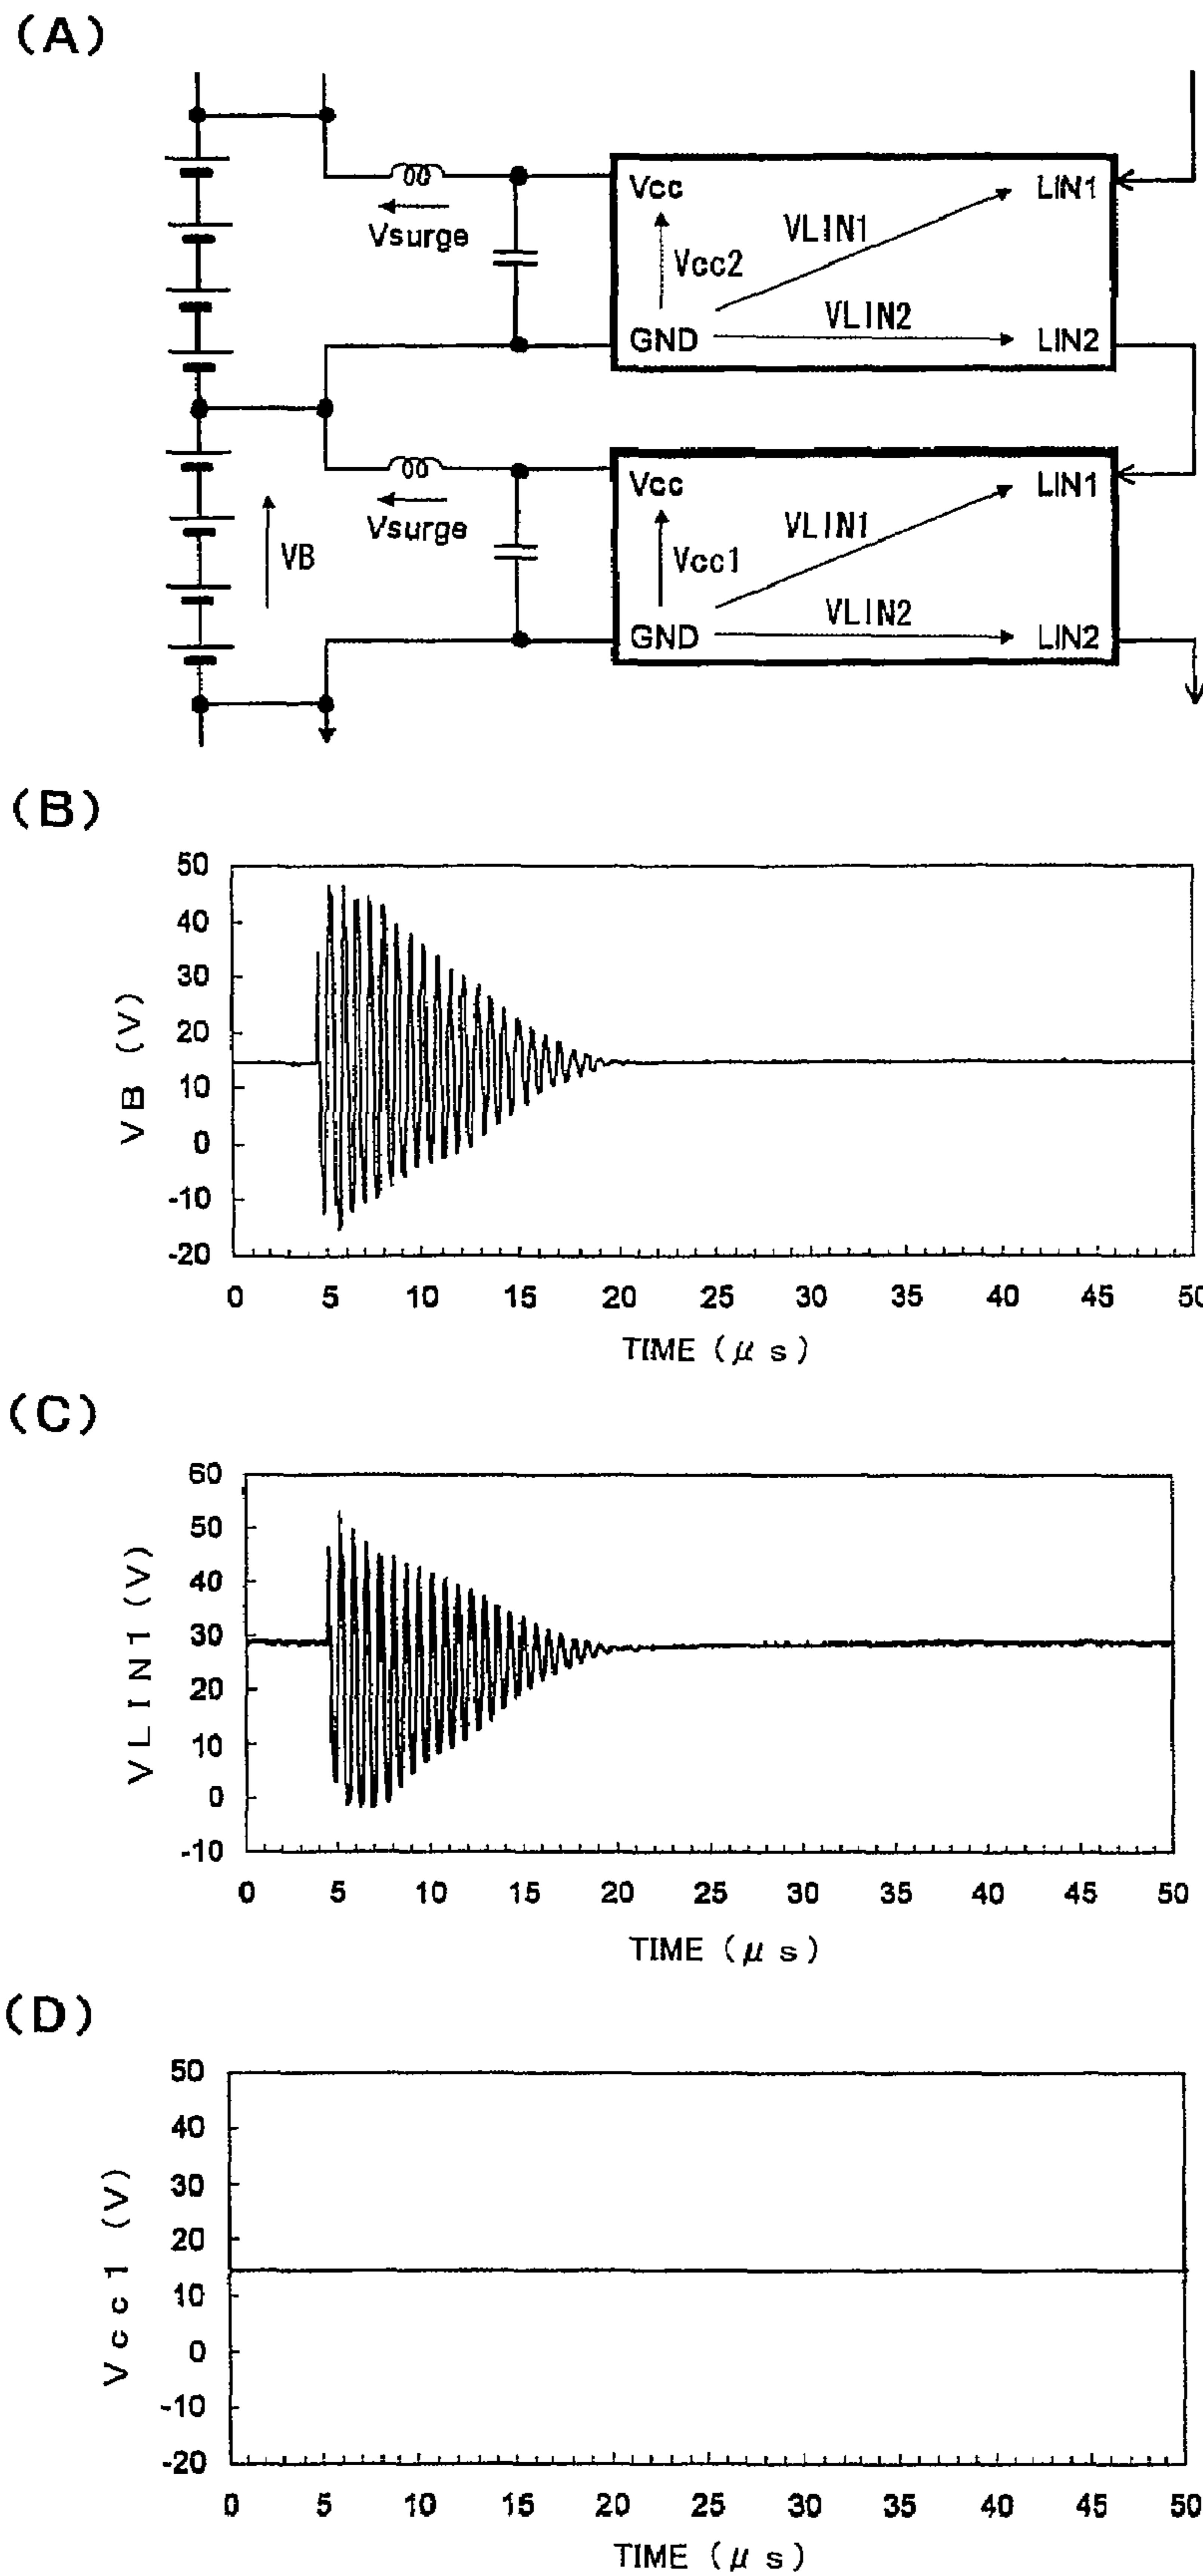 (A)
Vcc
LIN1
Vsurge
VLIN1
Vcc2
VLIN2
GND
LIN2
Vcc
LIN1
Vsurge
VLIN1
VB
Vcc1
VLIN2
GND
LIN2
(B)
50
40
30
20
10
0
-10
-20
VB (V)
0 5 10 15 20 25 30 35 40 45 50
TIME (μs)
(C)
60
50
40
30
20
10
0
-10
VLIN1 (V)
0 5 10 15 20 25 30 35 40 45 50
TIME (μs)
(D)
50
40
30
20
10
0
-10
-20
Vcc1 (V)
0 5 10 15 20 25 30 35 40 45 50
TIME (μs)